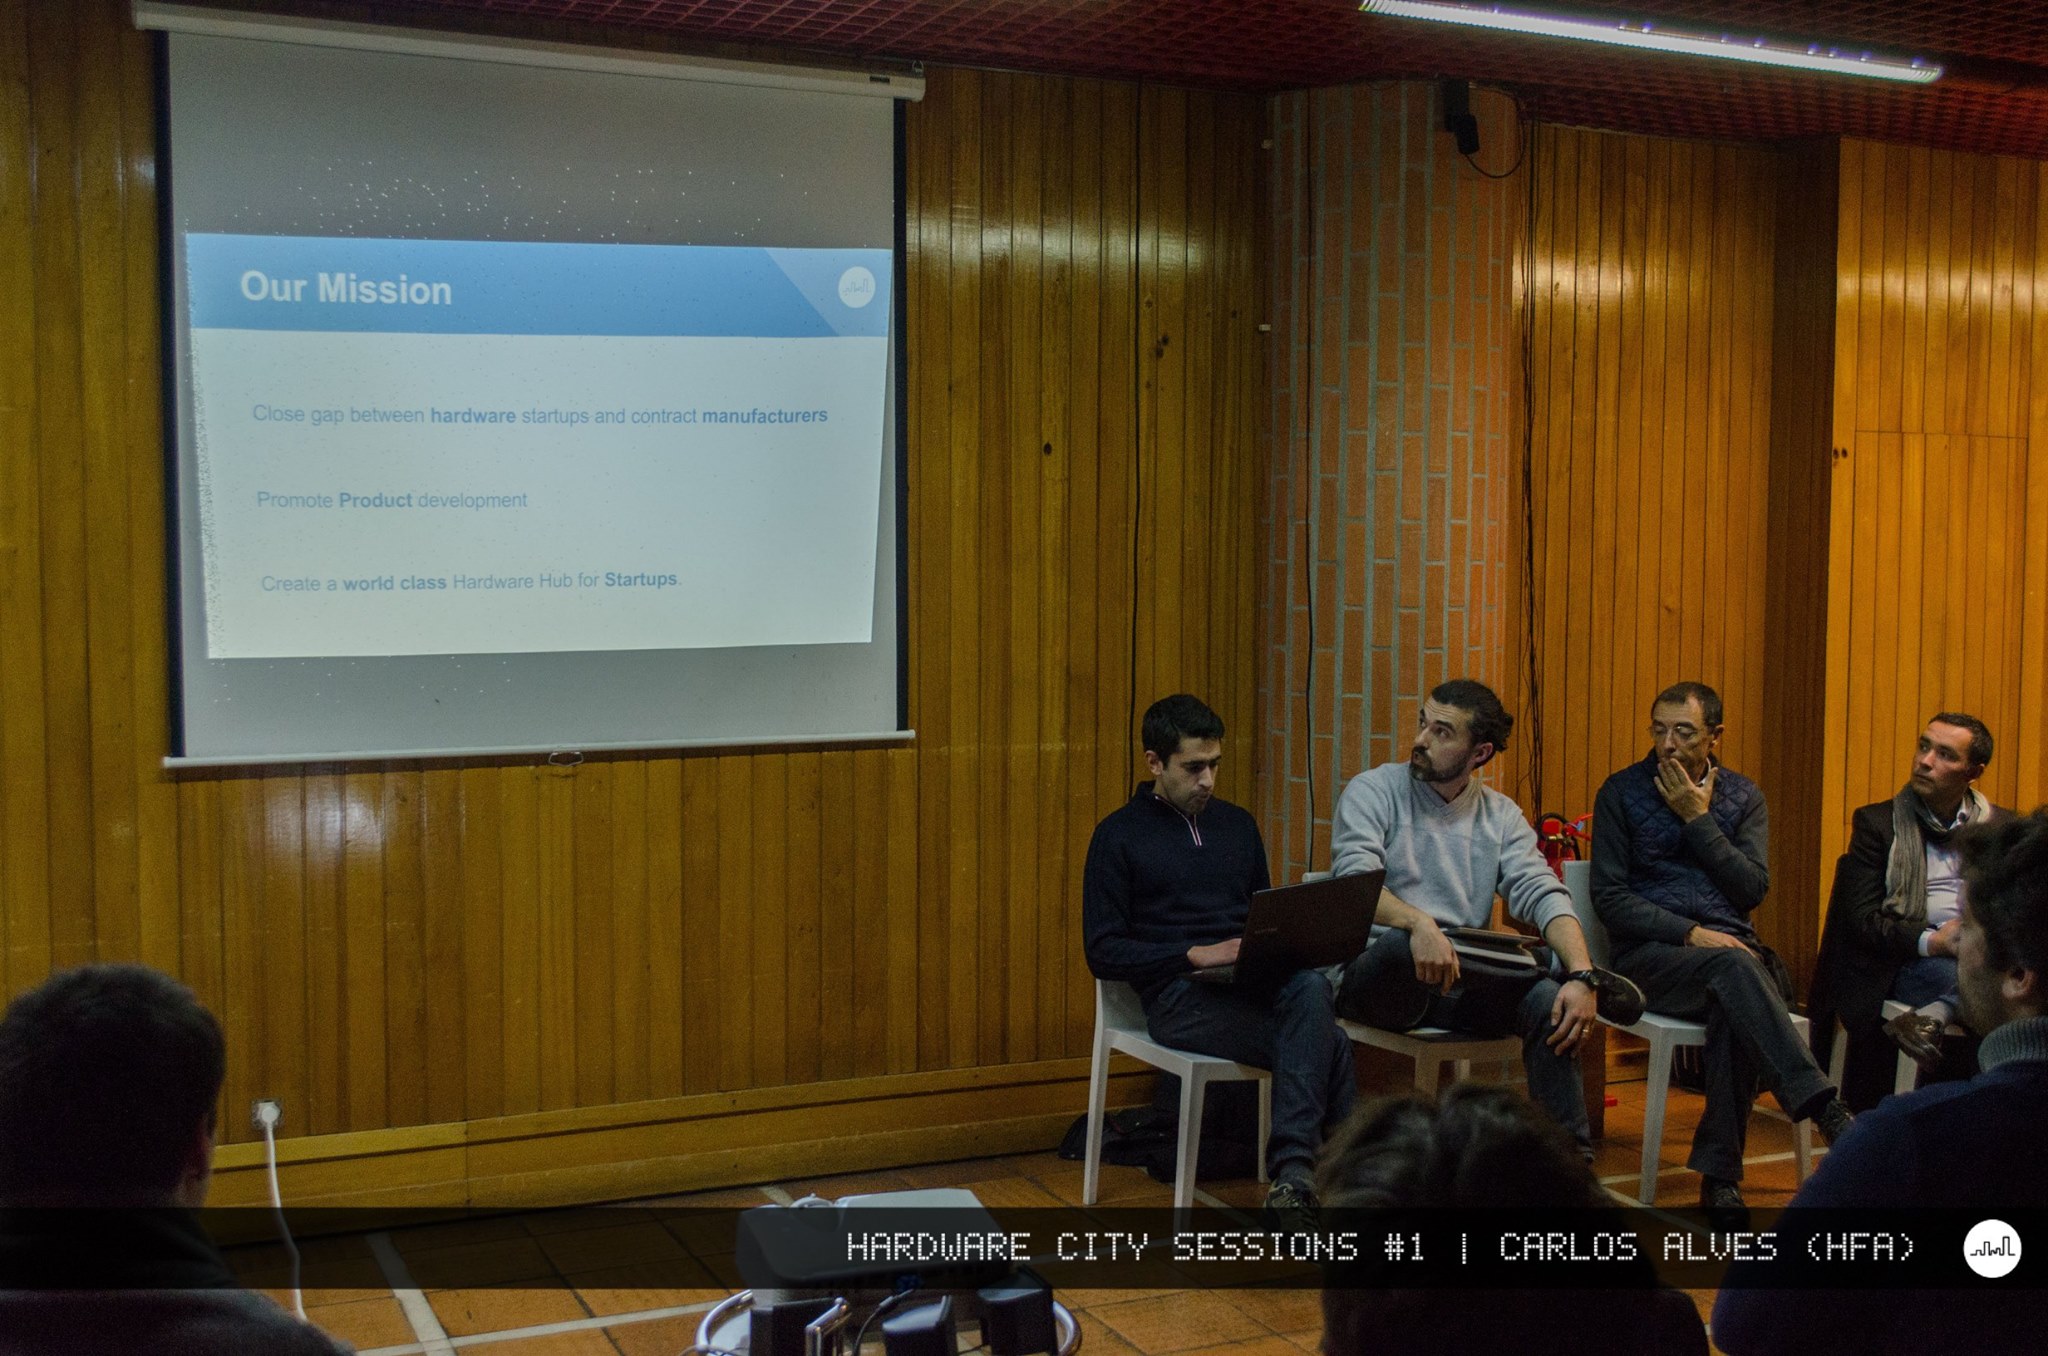 Our Mission
Close gap between hardware startups and contract manufacturers
Promote Product development
Create a world class Hardware Hub for Startups.
HARDWARE CITY SESSIONS #1 | CARLOS ALVES (HFA)